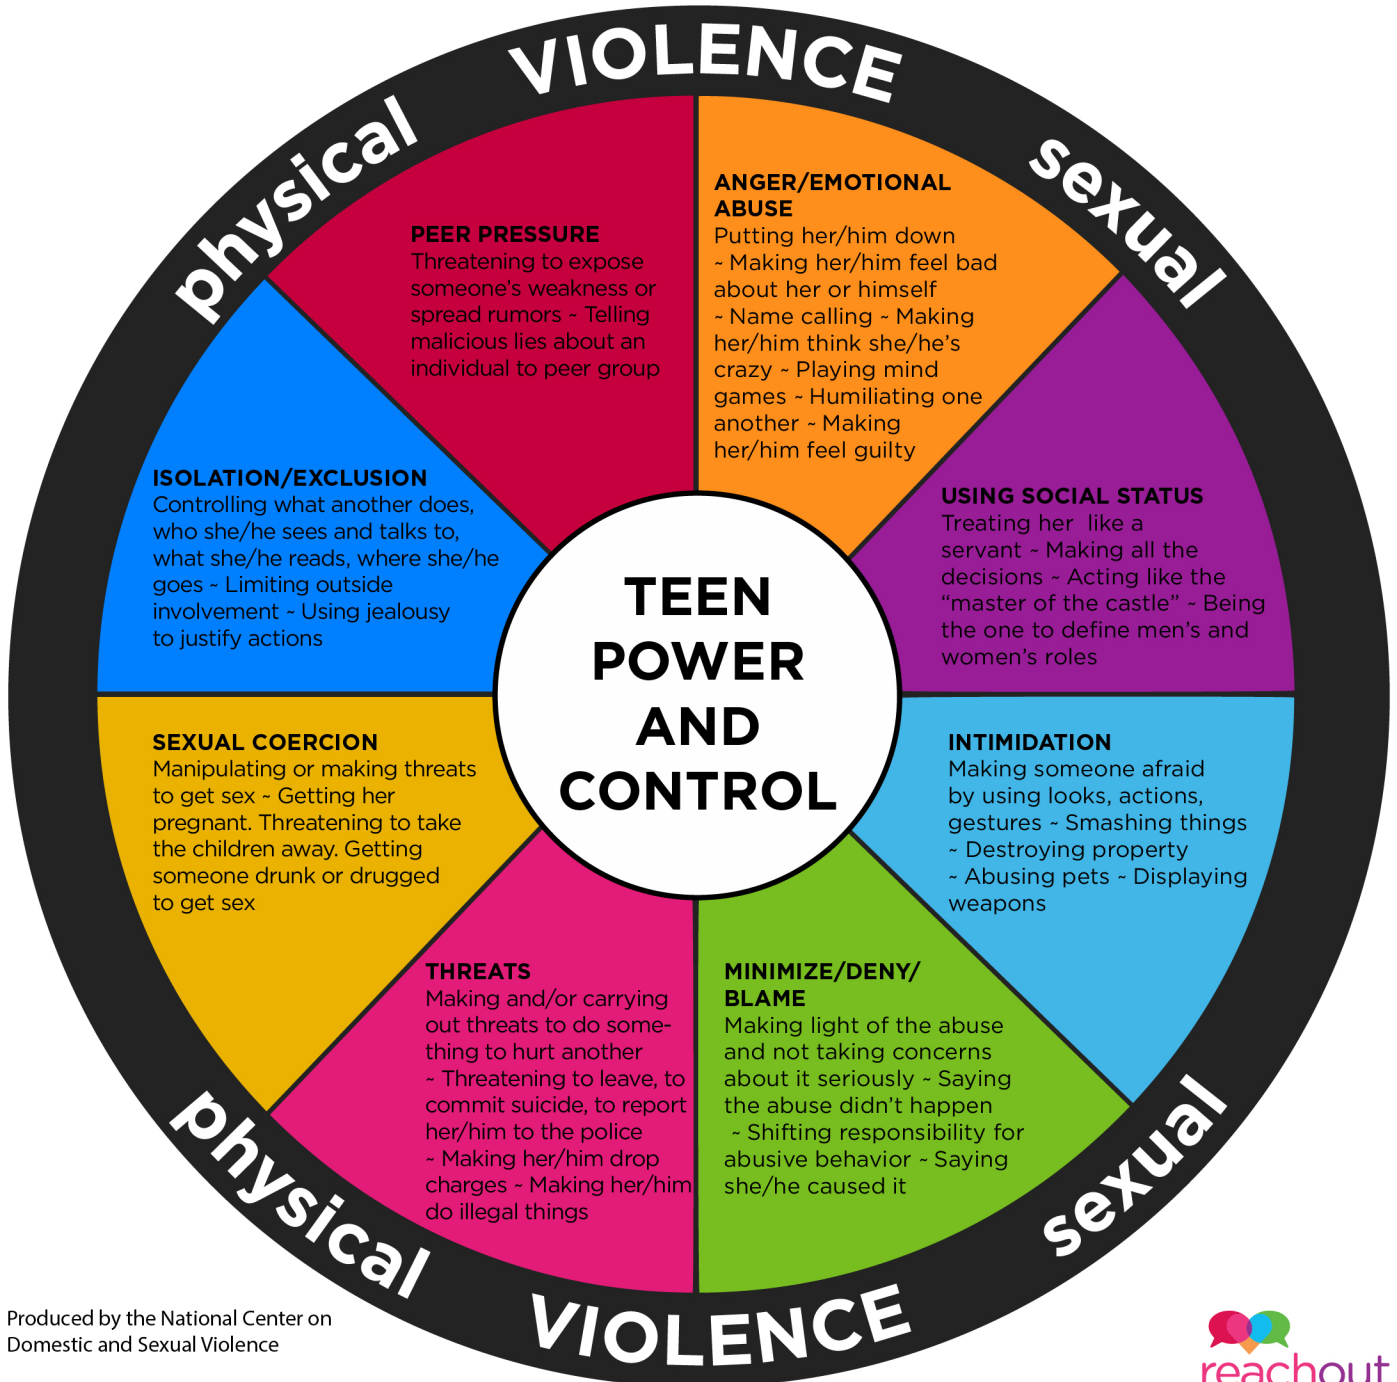 VIOLENCE
physical
sexual
PEER PRESSURE
Threatening to expose
someone's weakness or
spread rumors ~ Telling
malicious lies about an
individual to peer group
ANGER/EMOTIONAL
ABUSE
Putting her/him down
~ Making her/him feel bad
about her or himself
~ Name calling ~ Making
her/him think she/he's
crazy ~ Playing mind
games ~ Humiliating one
another ~ Making
her/him feel guilty
ISOLATION/EXCLUSION
Controlling what another does,
who she/he sees and talks to,
what she/he reads, where she/he
goes ~ Limiting outside
involvement ~ Using jealousy
to justify actions
USING SOCIAL STATUS
Treating her  like a
servant ~ Making all the
decisions ~ Acting like the
“master of the castle” ~ Being
the one to define men's and
women's roles
TEEN
POWER
AND
CONTROL
SEXUAL COERCION
Manipulating or making threats
to get sex ~ Getting her
pregnant. Threatening to take
the children away. Getting
someone drunk or drugged
to get sex
INTIMIDATION
Making someone afraid
by using looks, actions,
gestures ~ Smashing things
~ Destroying property
~ Abusing pets ~ Displaying
weapons
THREATS
Making and/or carrying
out threats to do some-
thing to hurt another
~ Threatening to leave, to
commit suicide, to report
her/him to the police
~ Making her/him drop
charges ~ Making her/him
do illegal things
MINIMIZE/DENY/
BLAME
Making light of the abuse
and not taking concerns
about it seriously ~ Saying
the abuse didn't happen
~ Shifting responsibility for
abusive behavior ~ Saying
she/he caused it
physical
sexual
VIOLENCE
Produced by the National Center on
Domestic and Sexual Violence
reachout